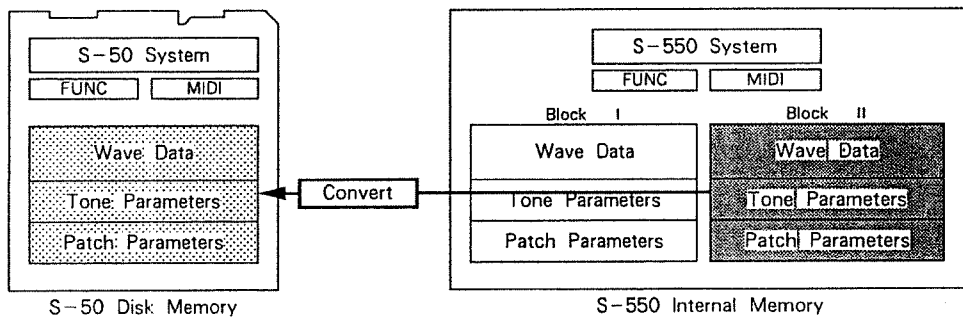 S-50 System
FUNC MIDI
Wave Data
Tone Parameters
Patch Parameters
S-50 Disk Memory
Convert
S-550 System
FUNC MIDI
Block I
Block II
Wave Data
Tone Parameters
Patch Parameters
Wave Data
Tone Parameters
Patch Parameters
S-550 Internal Memory